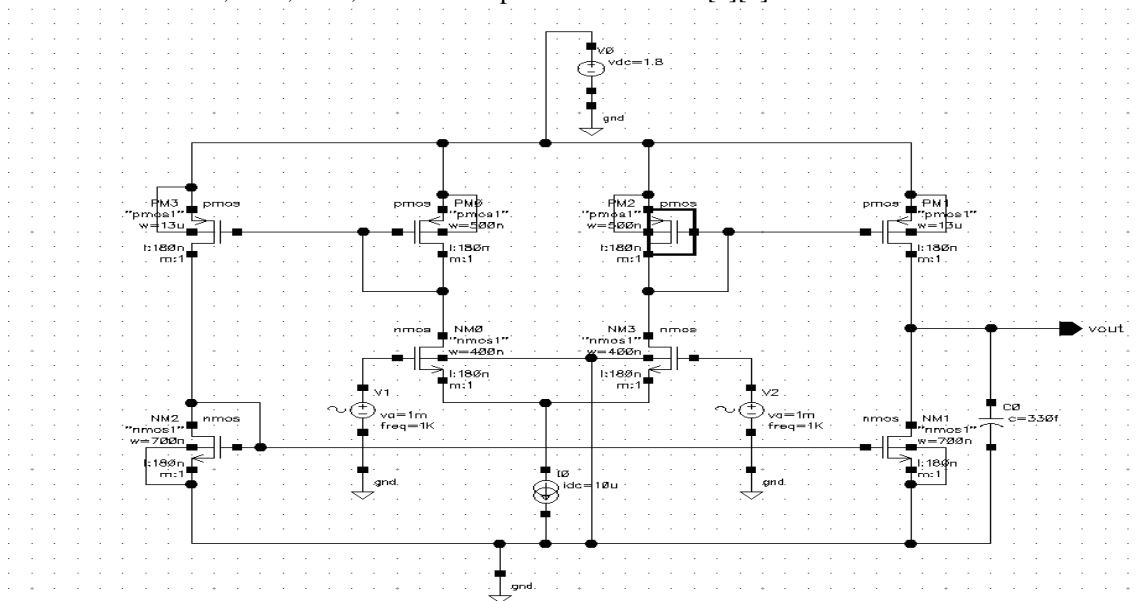 V0
vdc=1.8
gnd
PM3
pmos
"pmos1"
w=13u
l:180n
m:1
pmos
PM0
"pmos1"
w=500n
l:180n
m:1
PM2
pmos
"pmos1"
w=500n
l:180n
m:1
pmos
PM1
"pmos1"
w=13u
l:180n
m:1
nmos
NM0
"nmos1"
w=400n
l:180n
m:1
NM3
nmos
"nmos1"
w=400n
l:180n
m:1
vout
V1
va=1m
freq=1K
gnd
V2
va=1m
freq=1K
gnd
NM2
nmos
"nmos1"
w=700n
l:180n
m:1
nmos
NM1
"nmos1"
w=700n
l:180n
m:1
C0
c=330f
I0
idc=10u
gnd